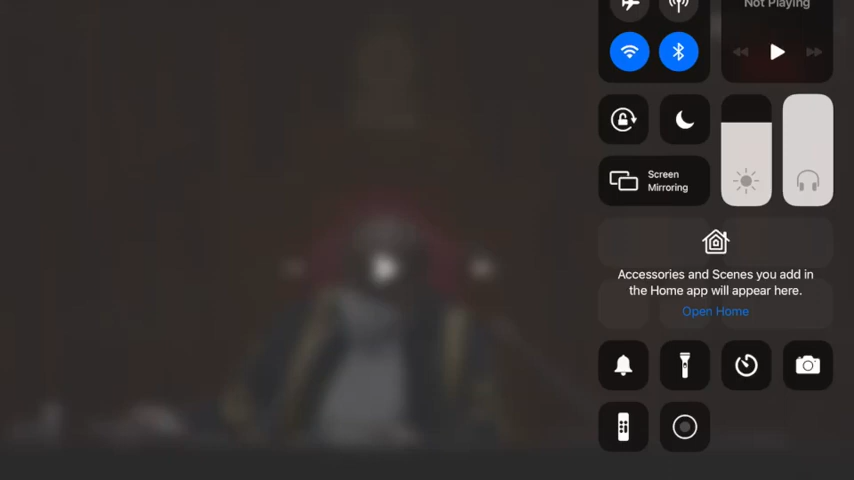 Not Playing
Screen
Mirroring
Accessories and Scenes you add in
the Home app will appear here.
Open Home